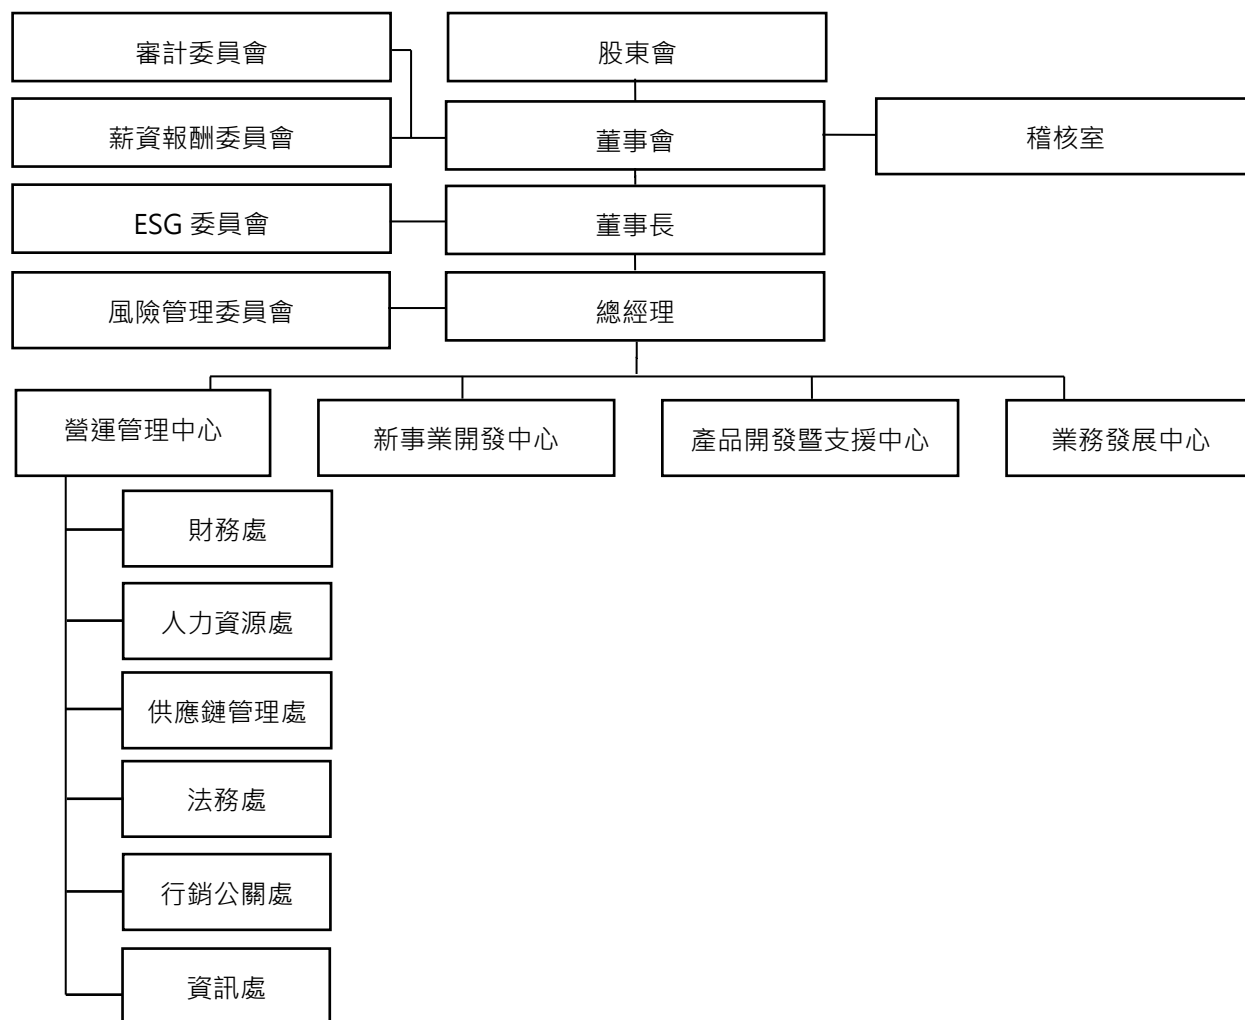 審計委員會
股東會
薪資報酬委員會
董事會
稽核室
ESG 委員會
董事長
風險管理委員會
總經理
營運管理中心
新事業開發中心
產品開發暨支援中心
業務發展中心
財務處
人力資源處
供應鏈管理處
法務處
行銷公關處
資訊處